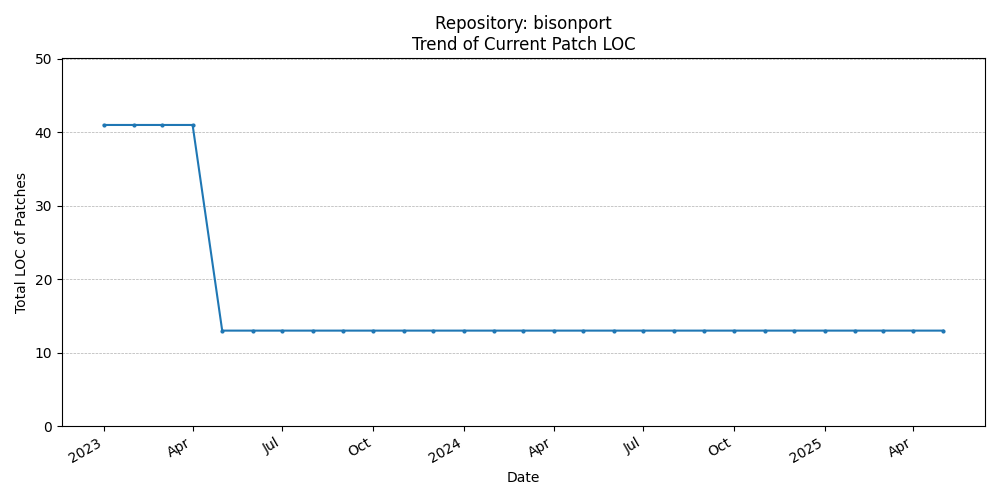 Repository: bisonport
Trend of Current Patch LOC
Total LOC of Patches
50
40
30
20
10
0
2023
Apr
Jul
Oct
2024
Apr
Jul
Oct
2025
Apr
Date